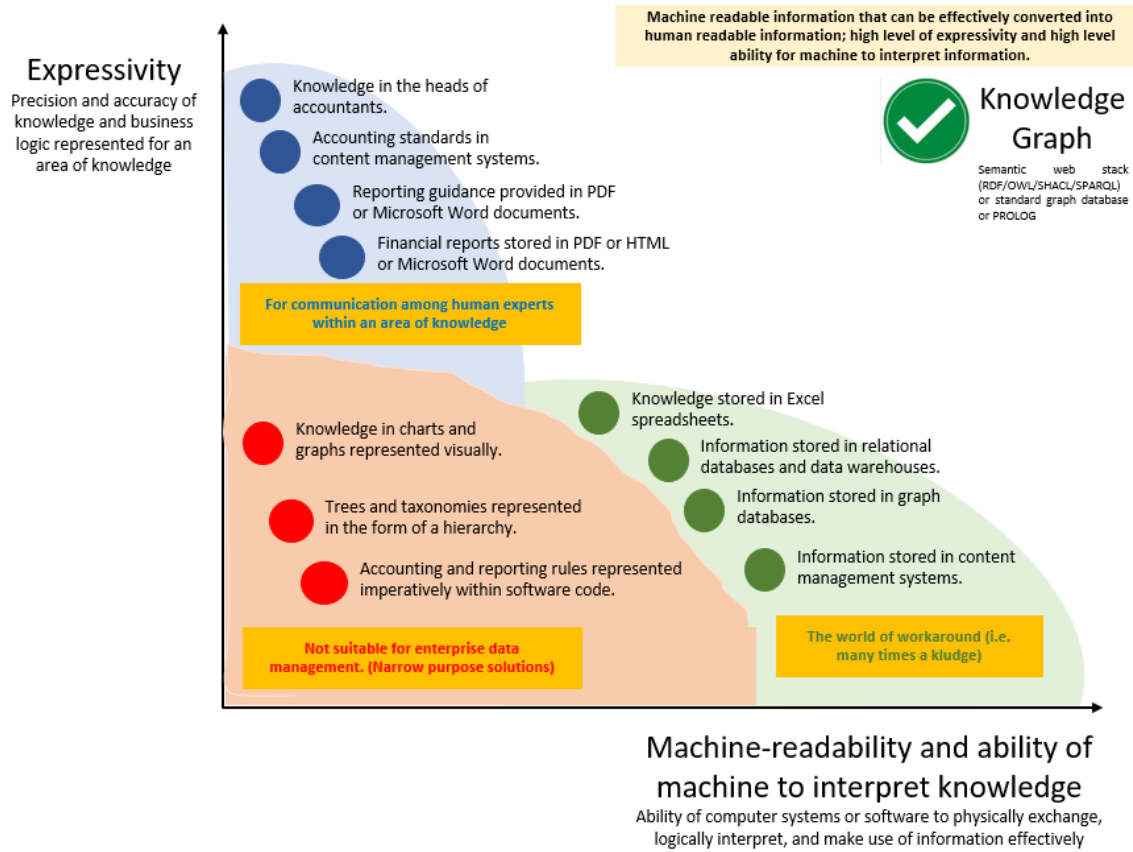 Machine readable information that can be effectively converted into
human readable information; high level of expressivity and high level
ability for machine to interpret information.
Expressivity
Precision and accuracy of
knowledge and business
logic represented for an
area of knowledge
Knowledge in the heads of
accountants.
Accounting standards in
content management systems.
Reporting guidance provided in PDF
or Microsoft Word documents.
Financial reports stored in PDF or HTML
or Microsoft Word documents.
For communication among human experts
within an area of knowledge
Knowledge
Graph
Semantic web stack
(RDF/OWL/SHACL/SPARQL)
or standard graph database
or PROLOG
Knowledge in charts and
graphs represented visually.
Trees and taxonomies represented
in the form of a hierarchy.
Accounting and reporting rules represented
imperatively within software code.
Not suitable for enterprise data
management. (Narrow purpose solutions)
Knowledge stored in Excel
spreadsheets.
Information stored in relational
databases and data warehouses.
Information stored in graph
databases.
Information stored in content
management systems.
The world of workaround (i.e.
many times a kludge)
Machine-readability and ability of
machine to interpret knowledge
Ability of computer systems or software to physically exchange,
logically interpret, and make use of information effectively